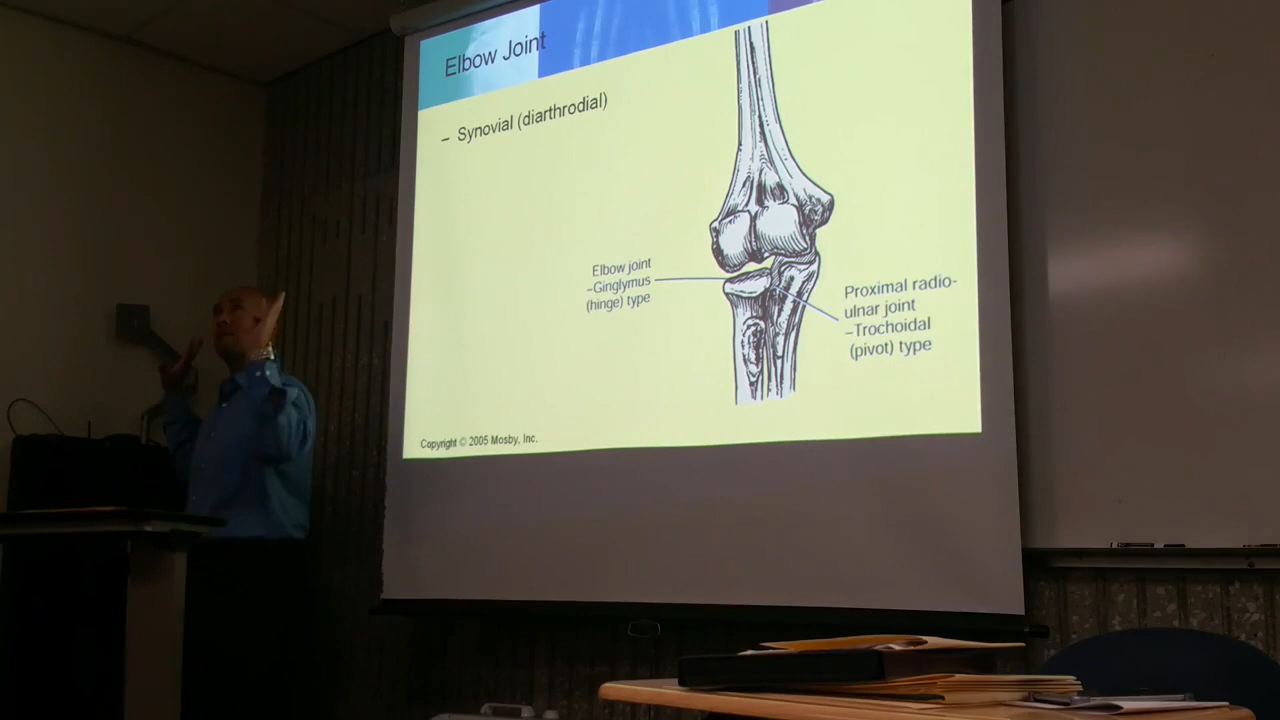 Elbow Joint
– Synovial (diarthrodial)
Elbow joint
–Ginglymus
(hinge) type
Proximal radio-
ulnar joint
–Trochoidal
(pivot) type
Copyright © 2005 Mosby, Inc.